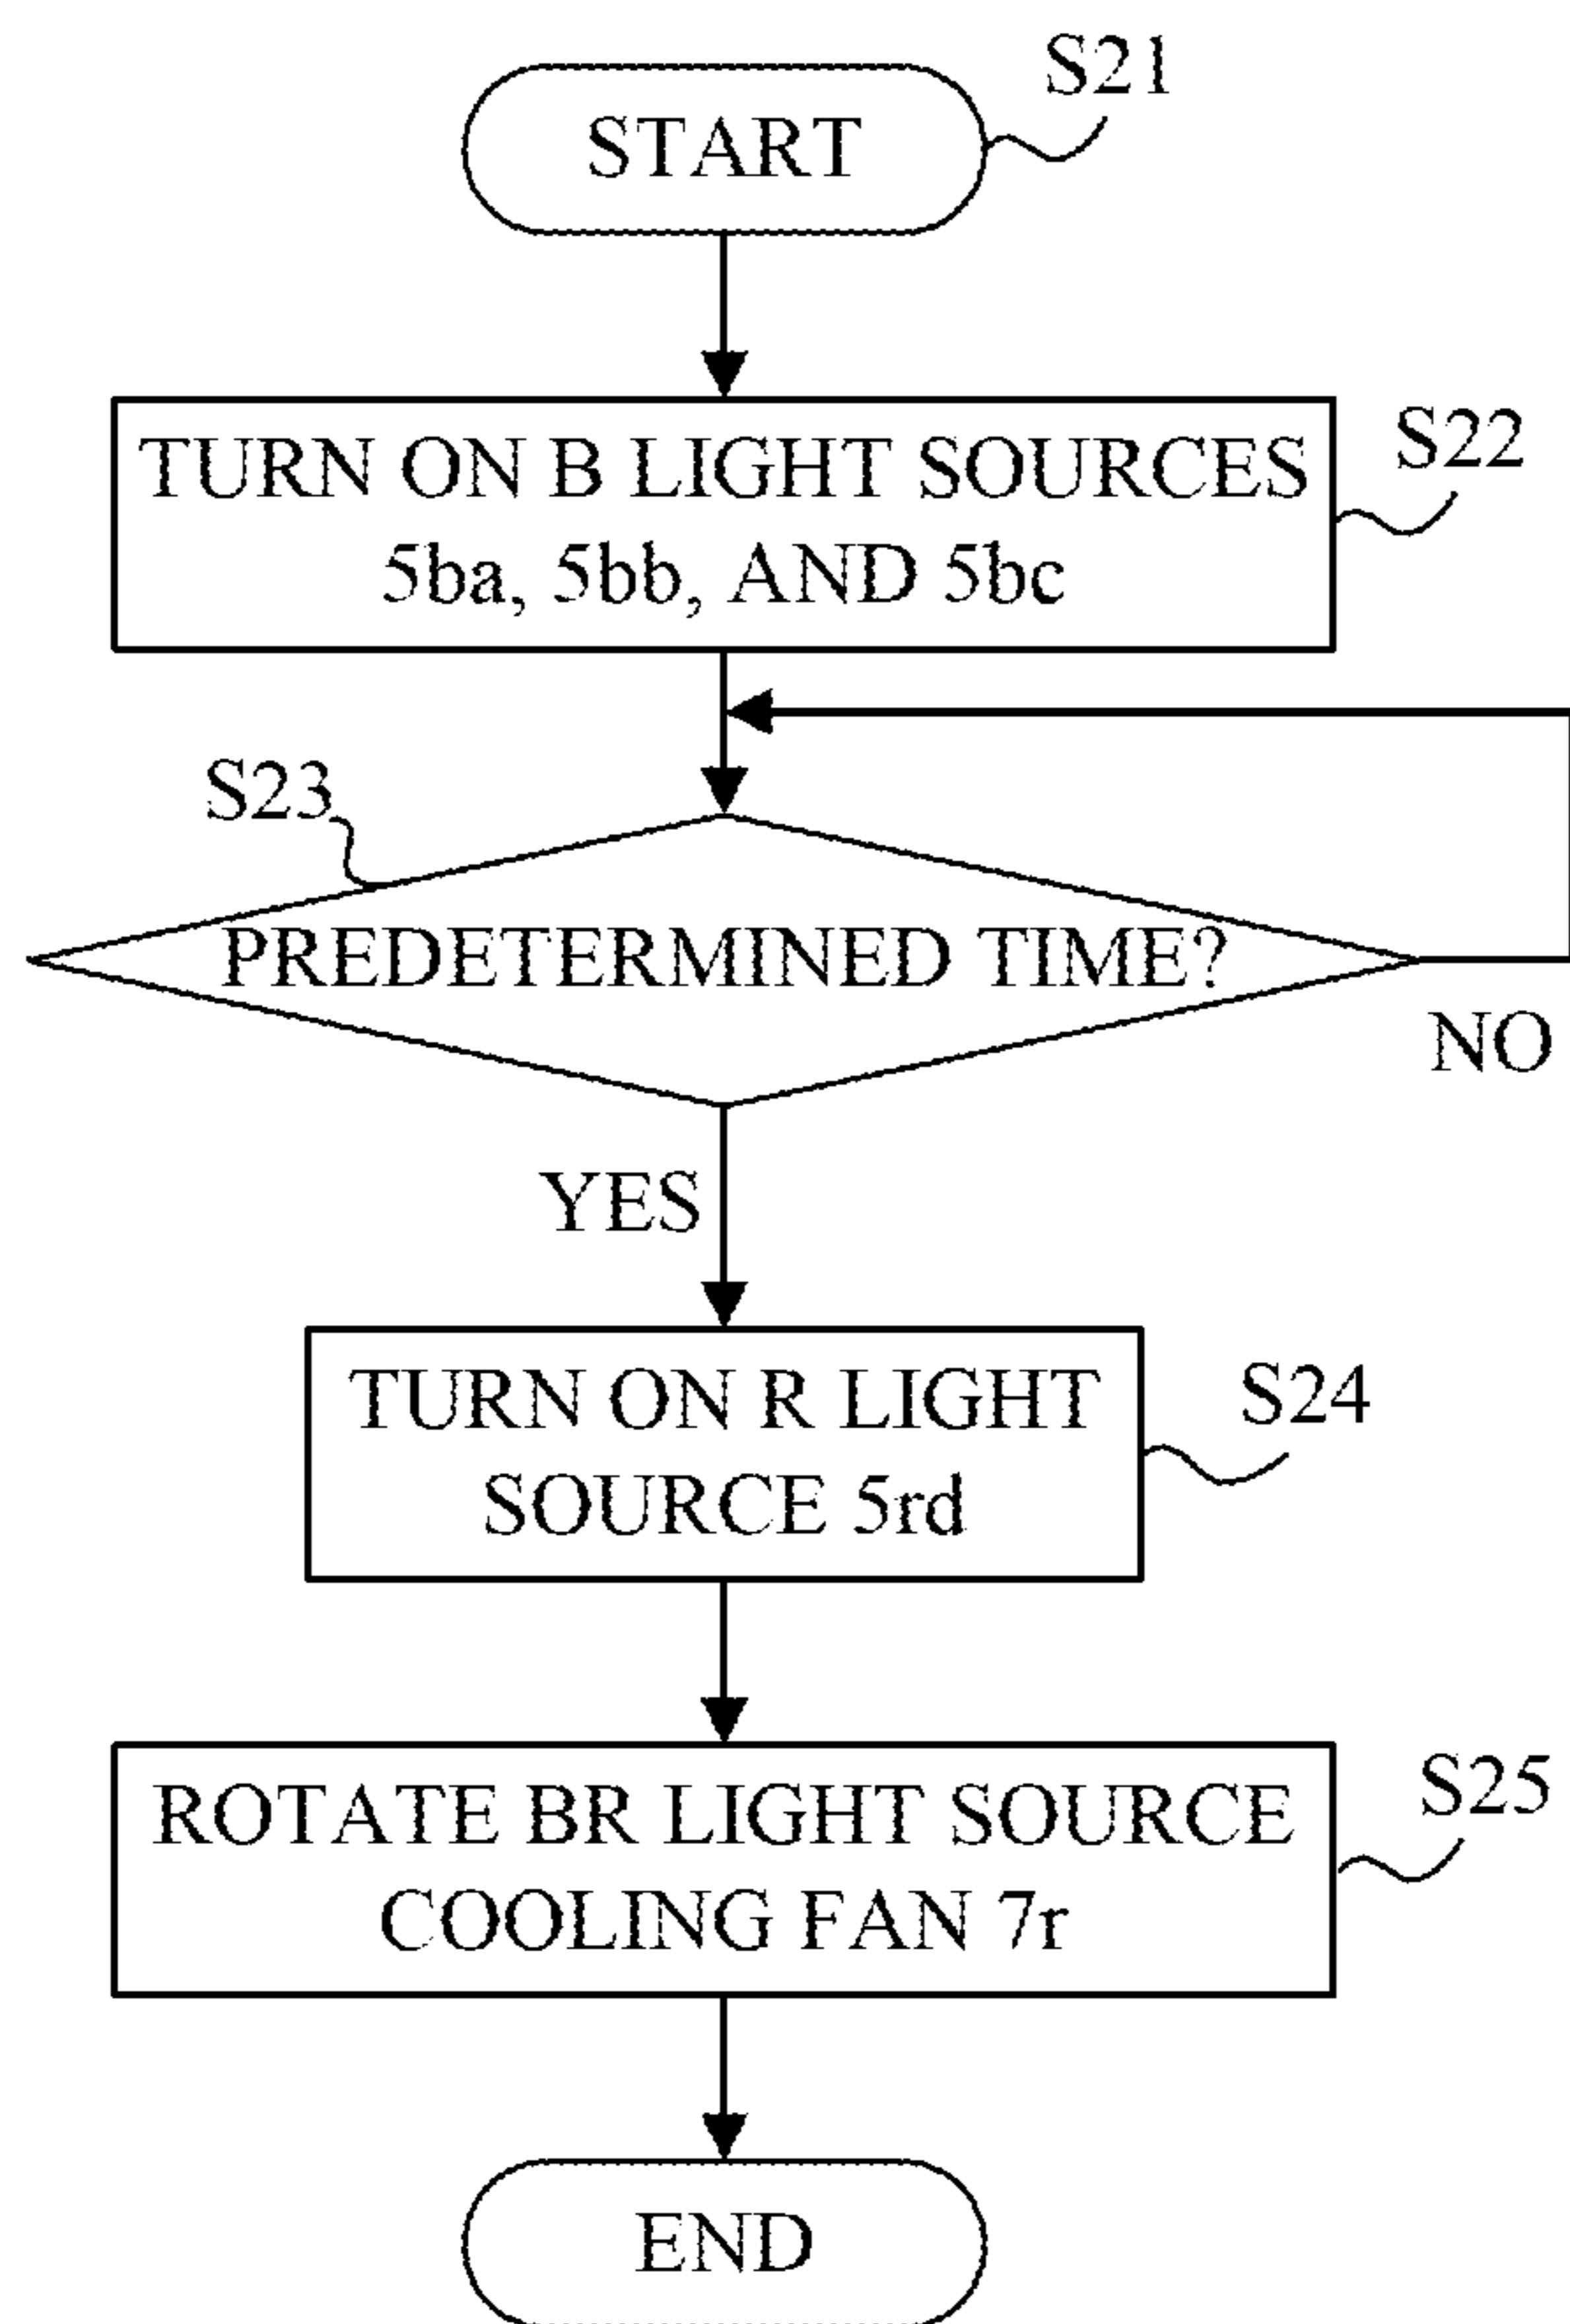 S21
START
TURN ON B LIGHT SOURCES
5ba, 5bb, AND 5bc
S22
S23
PREDETERMINED TIME?
NO
YES
TURN ON R LIGHT
SOURCE 5rd
S24
ROTATE BR LIGHT SOURCE
COOLING FAN 7r
S25
END